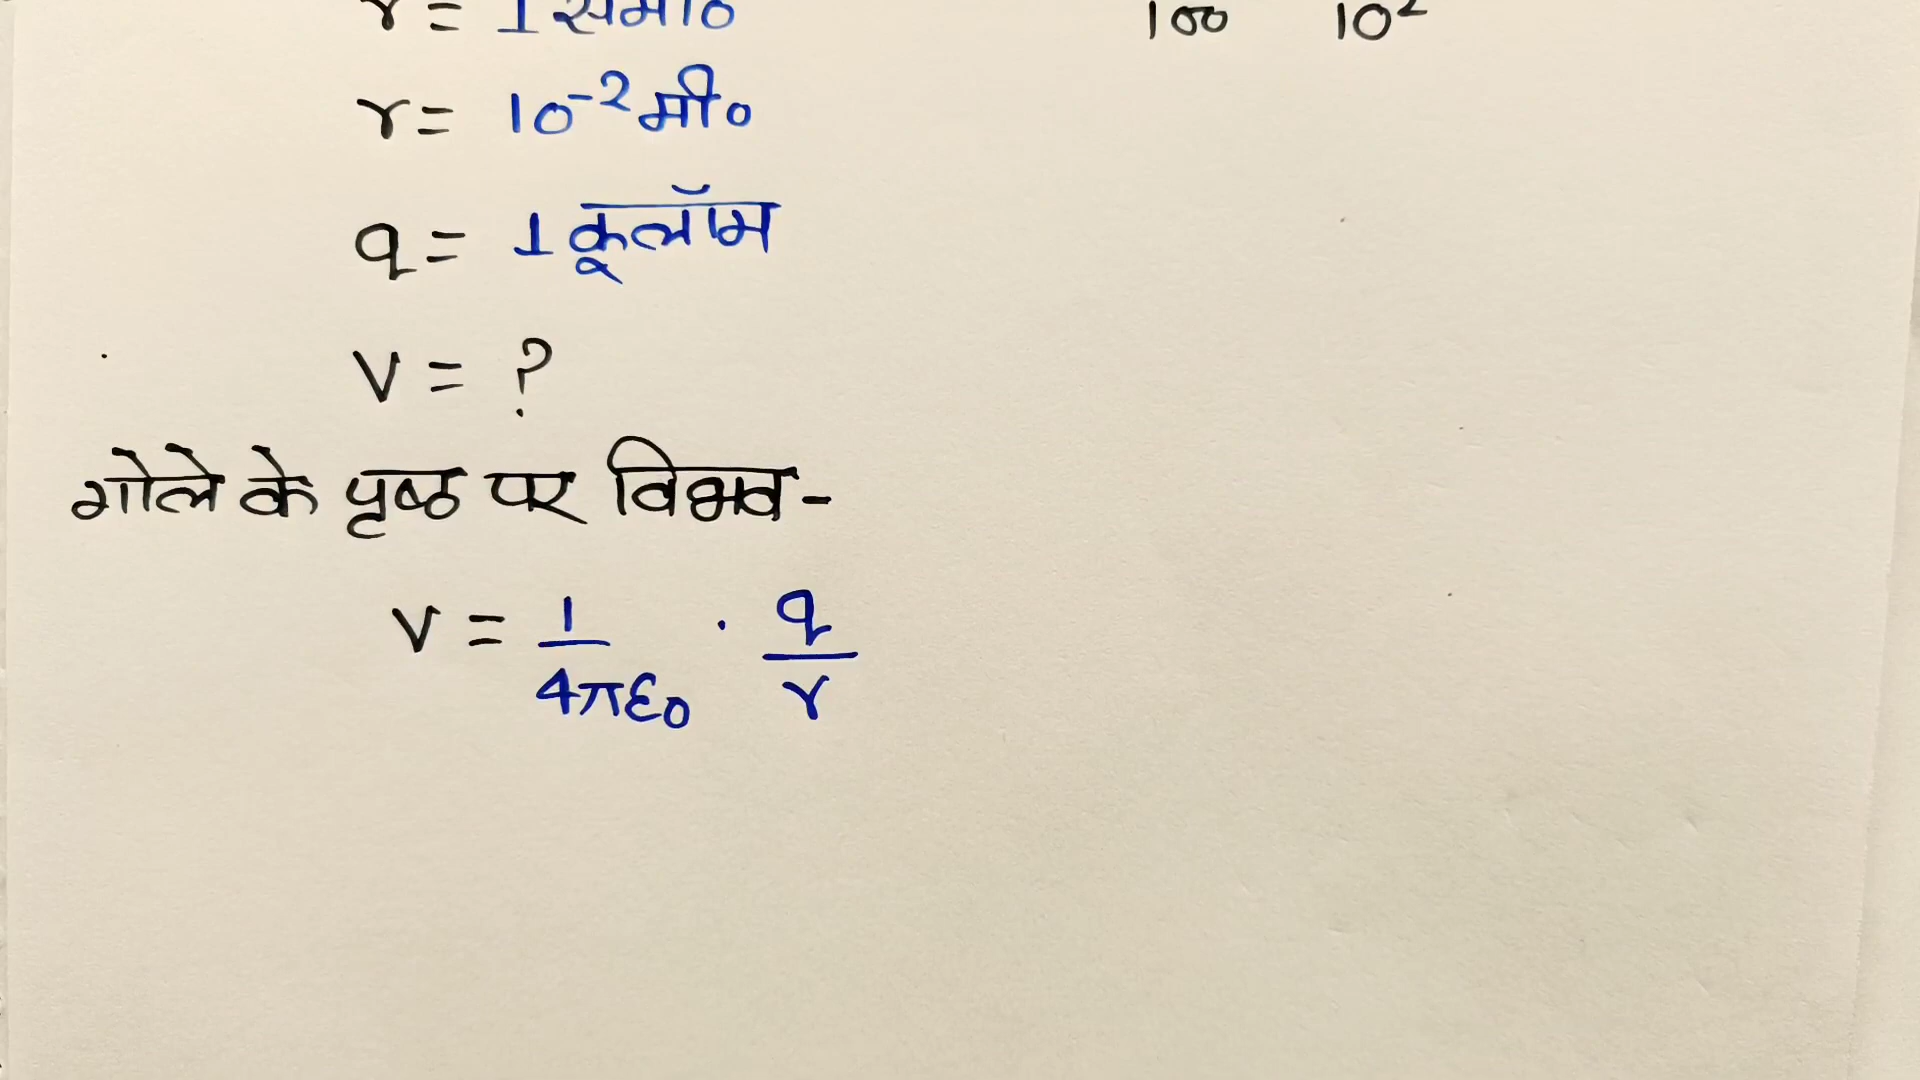 r = 1 सेमी०
100 10²
r = 10⁻² मी०
q = 1 कूलॉम
V = ?
गोले के पृष्ठ पर विभव -
V = 1/4πε₀ · q/r